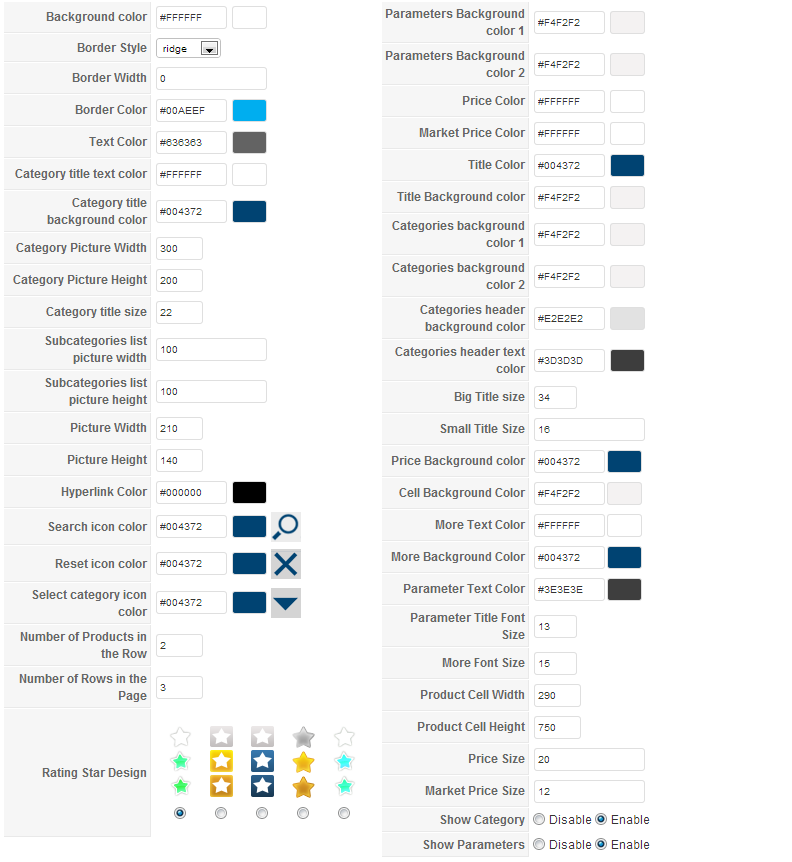 Background color #FFFFFF
Border Style ridge
Border Width 0
Border Color #00AEEF
Text Color #636363
Category title text color #FFFFFF
Category title
background color #004372
Category Picture Width 300
Category Picture Height 200
Category title size 22
Subcategories list
picture width 100
Subcategories list
picture height 100
Picture Width 210
Picture Height 140
Hyperlink Color #000000
Search icon color #004372
Reset icon color #004372
Select category icon
color #004372
Number of Products in
the Row 2
Number of Rows in the
Page 3
Rating Star Design
Parameters Background
color 1 #F4F2F2
Parameters Background
color 2 #F4F2F2
Price Color #FFFFFF
Market Price Color #FFFFFF
Title Color #004372
Title Background color #F4F2F2
Categories background
color 1 #F4F2F2
Categories background
color 2 #F4F2F2
Categories header
background color #E2E2E2
Categories header text
color #3D3D3D
Big Title size 34
Small Title Size 16
Price Background color #004372
Cell Background Color #F4F2F2
More Text Color #FFFFFF
More Background Color #004372
Parameter Text Color #3E3E3E
Parameter Title Font
Size 13
More Font Size 15
Product Cell Width 290
Product Cell Height 750
Price Size 20
Market Price Size 12
Show Category Disable Enable
Show Parameters Disable Enable